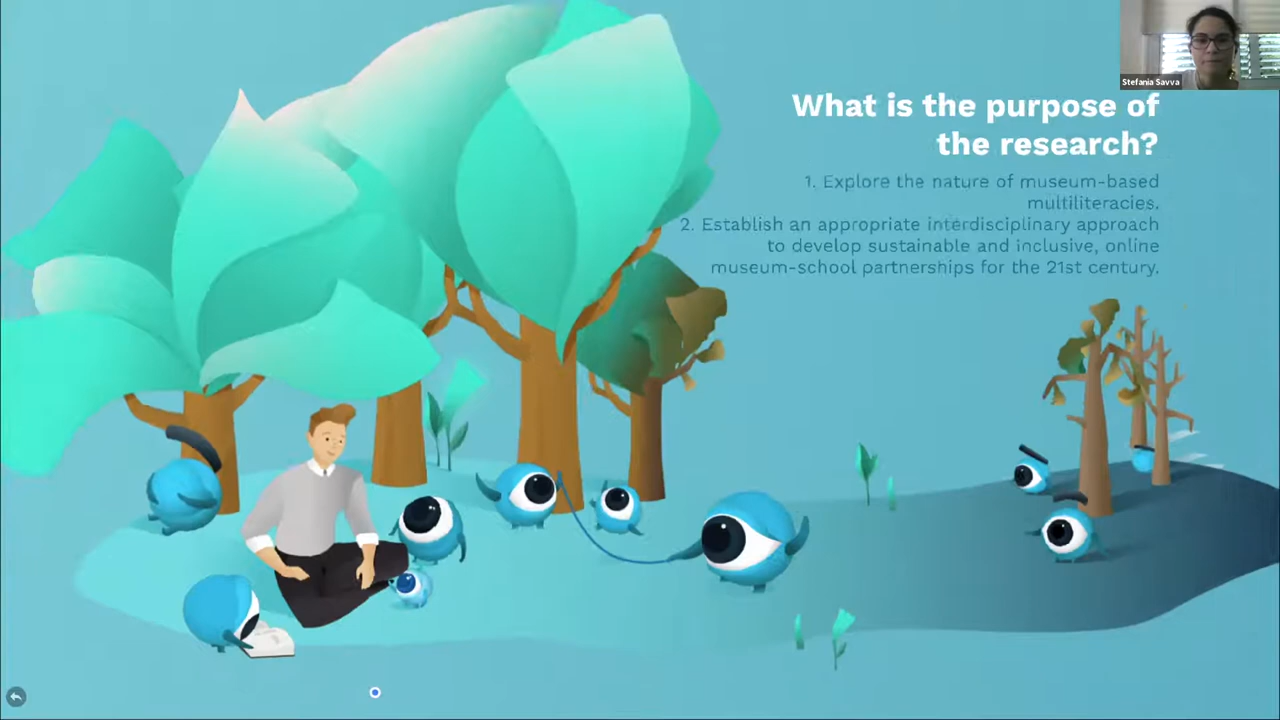 Stefania Savva
What is the purpose of
the research?
1. Explore the nature of museum-based
multiliteracies.
2. Establish an appropriate interdisciplinary approach
to develop sustainable and inclusive, online
museum-school partnerships for the 21st century.